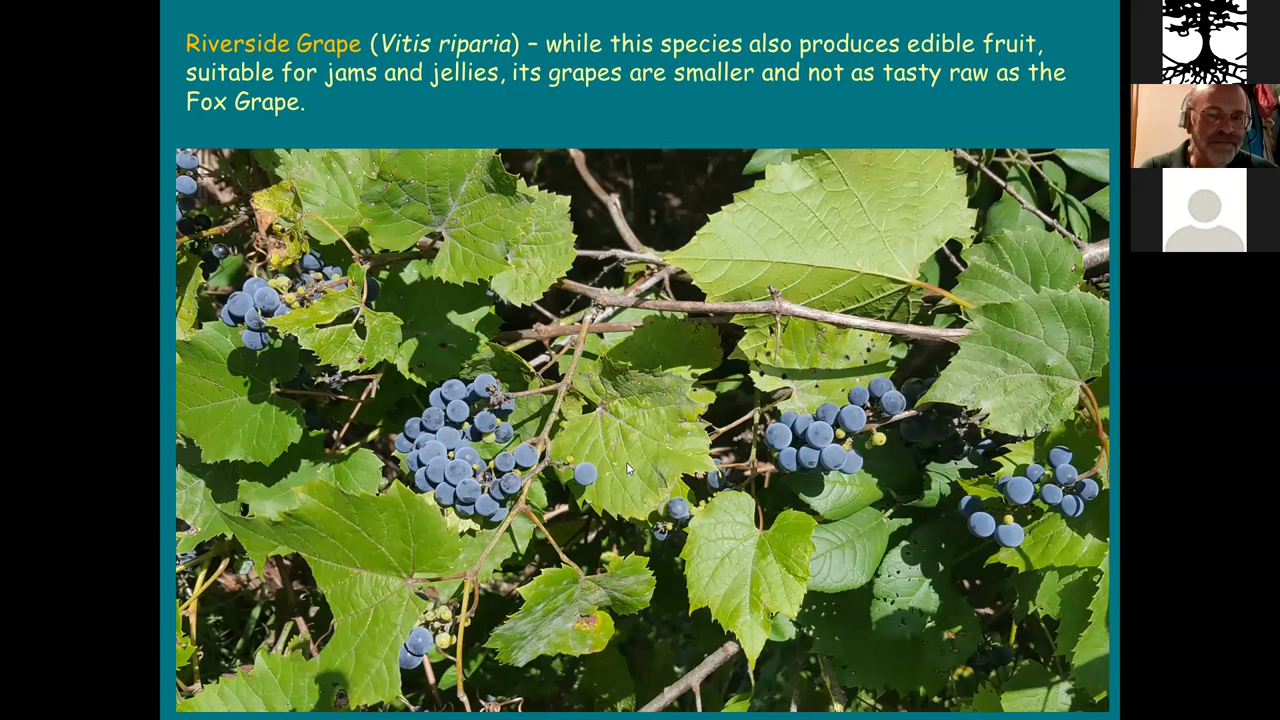 Riverside Grape (Vitis riparia) – while this species also produces edible fruit,
suitable for jams and jellies, its grapes are smaller and not as tasty raw as the
Fox Grape.